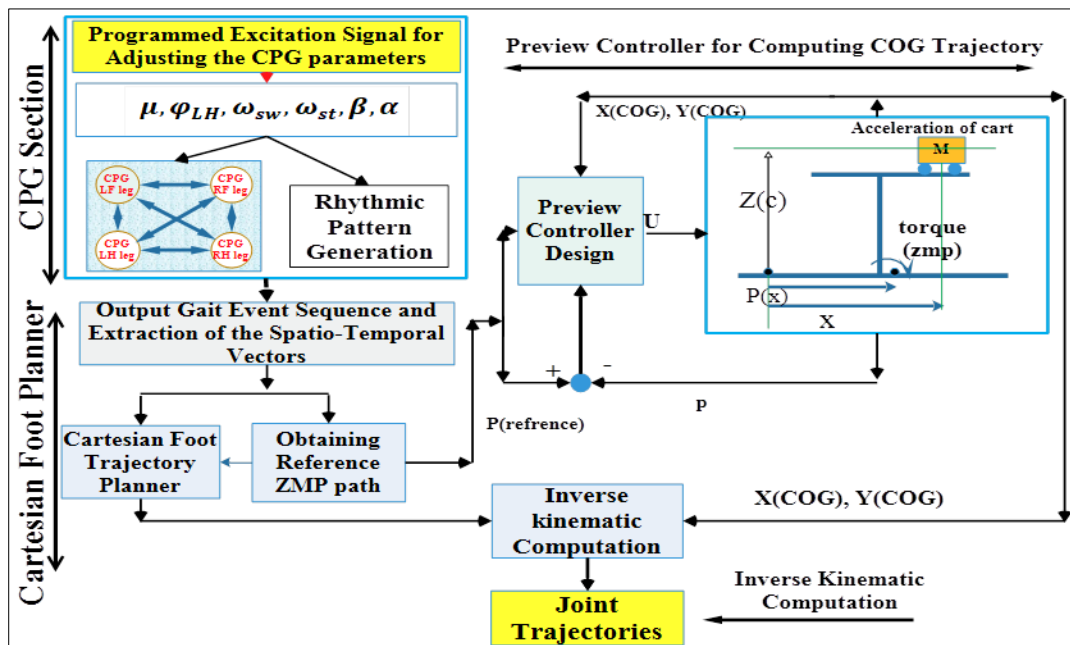 CPG Section
Programmed Excitation Signal for
Adjusting the CPG parameters
μ, φ_LH, ω_sw, ω_st, β, α
CPG
LF leg
CPG
RF leg
CPG
LH leg
CPG
RH leg
Rhythmic
Pattern
Generation
Preview Controller for Computing COG Trajectory
X(COG), Y(COG)
Preview
Controller
Design
U
Acceleration of cart
M
Z(c)
torque
(zmp)
P(x)
X
+
-
p
P(refrence)
Cartesian Foot Planner
Output Gait Event Sequence and
Extraction of the Spatio-Temporal
Vectors
Cartesian Foot
Trajectory
Planner
Obtaining
Reference
ZMP path
Inverse
kinematic
Computation
X(COG), Y(COG)
Joint
Trajectories
Inverse Kinematic
Computation